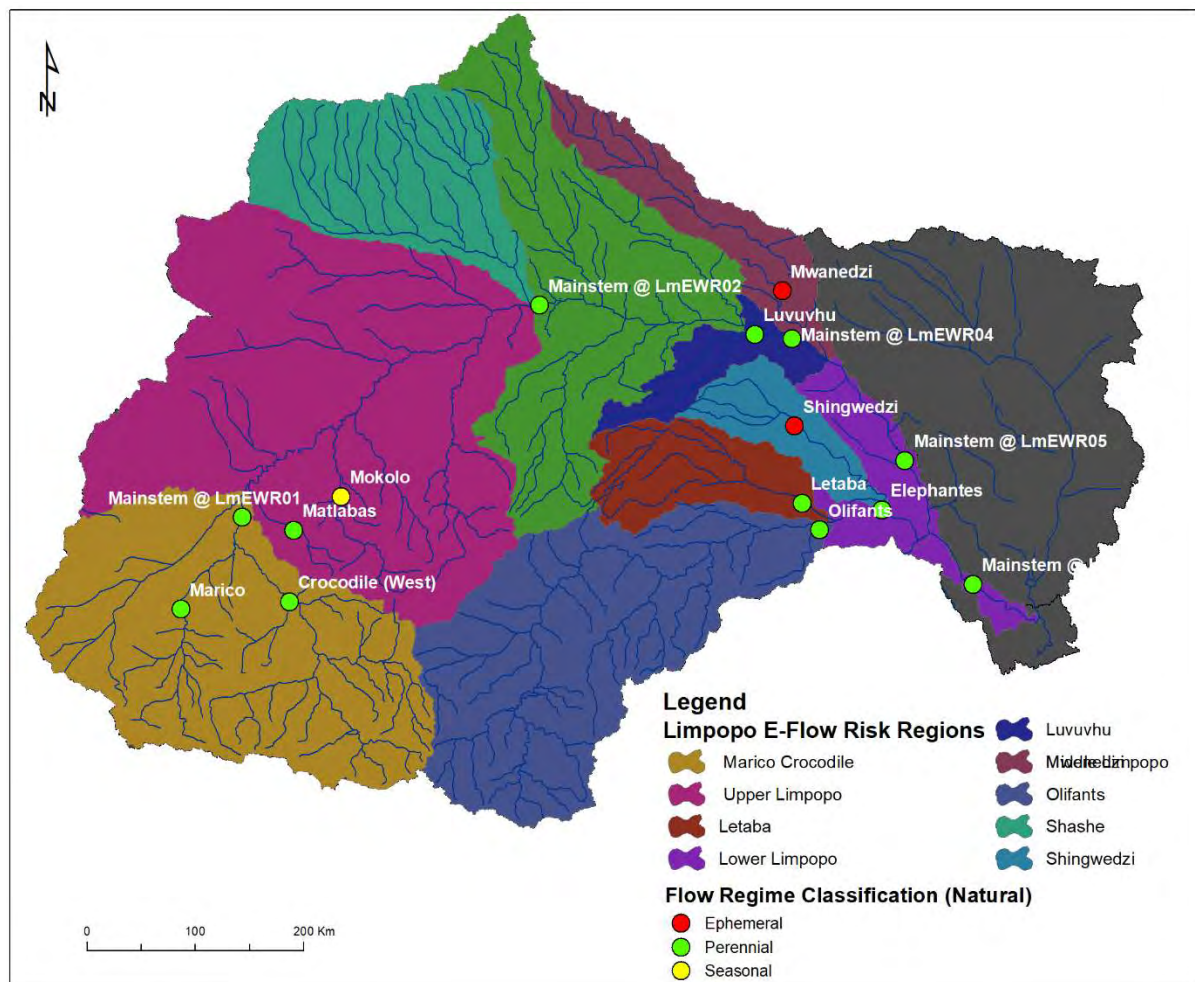 N
Mwanedzi
Mainstem @ LmEWR02
Luvuvhu
Mainstem @ LmEWR04
Shingwedzi
Mainstem @ LmEWR05
Mokolo
Letaba
Elephantes
Mainstem @ LmEWR01
Olifants
Matlabas
Mainstem @
Crocodile (West)
Marico
Legend
Limpopo E-Flow Risk Regions
Marico Crocodile
Upper Limpopo
Letaba
Lower Limpopo
Luvuvhu
Olifants
Shashe
Shingwedzi
Flow Regime Classification (Natural)
Ephemeral
Perennial
Seasonal
0 100 200 Km